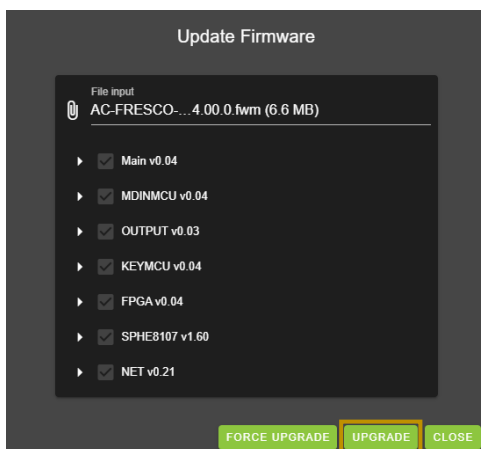 Update Firmware
File input
AC-FRESCO-...4.00.0.fwm (6.6 MB)
Main v0.04
MDINMCU v0.04
OUTPUT v0.03
KEYMCU v0.04
FPGA v0.04
SPHE8107 v1.60
NET v0.21
FORCE UPGRADE UPGRADE CLOSE